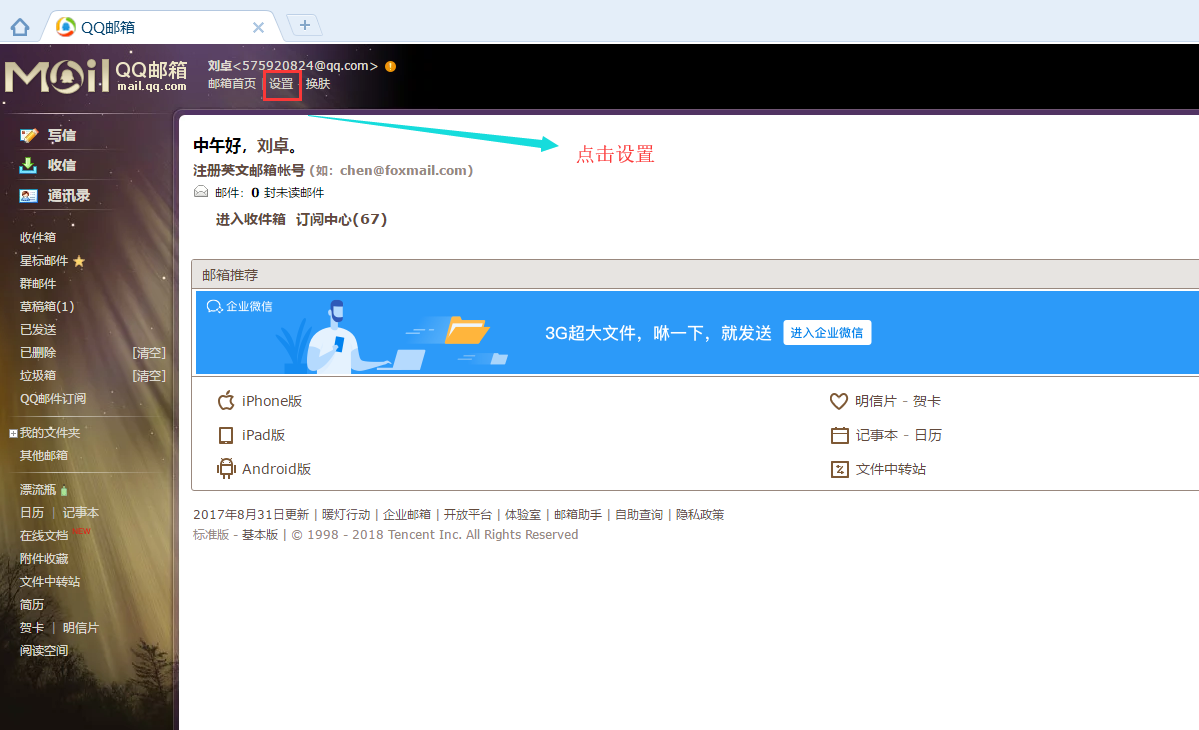 QQ邮箱
MOil QQ邮箱
mail.qq.com
刘卓<575920824@qq.com> !
邮箱首页 | 设置 - 换肤
写信
收信
通讯录
收件箱
星标邮件
群邮件
草稿箱(1)
已发送
已删除 [清空]
垃圾箱 [清空]
QQ邮件订阅
我的文件夹
其他邮箱
漂流瓶
日历 | 记事本
在线文档 NEW
附件收藏
文件中转站
简历
贺卡 | 明信片
阅读空间
点击设置
中午好，刘卓。
注册英文邮箱帐号 (如: chen@foxmail.com)
邮件: 0 封未读邮件
进入收件箱 订阅中心(67)
邮箱推荐
企业微信
3G超大文件，咻一下，就发送 进入企业微信
iPhone版
明信片 - 贺卡
iPad版
记事本 - 日历
Android版
文件中转站
2017年8月31日更新 | 暖灯行动 | 企业邮箱 | 开放平台 | 体验室 | 邮箱助手 | 自助查询 | 隐私政策
标准版 - 基本版 | © 1998 - 2018 Tencent Inc. All Rights Reserved